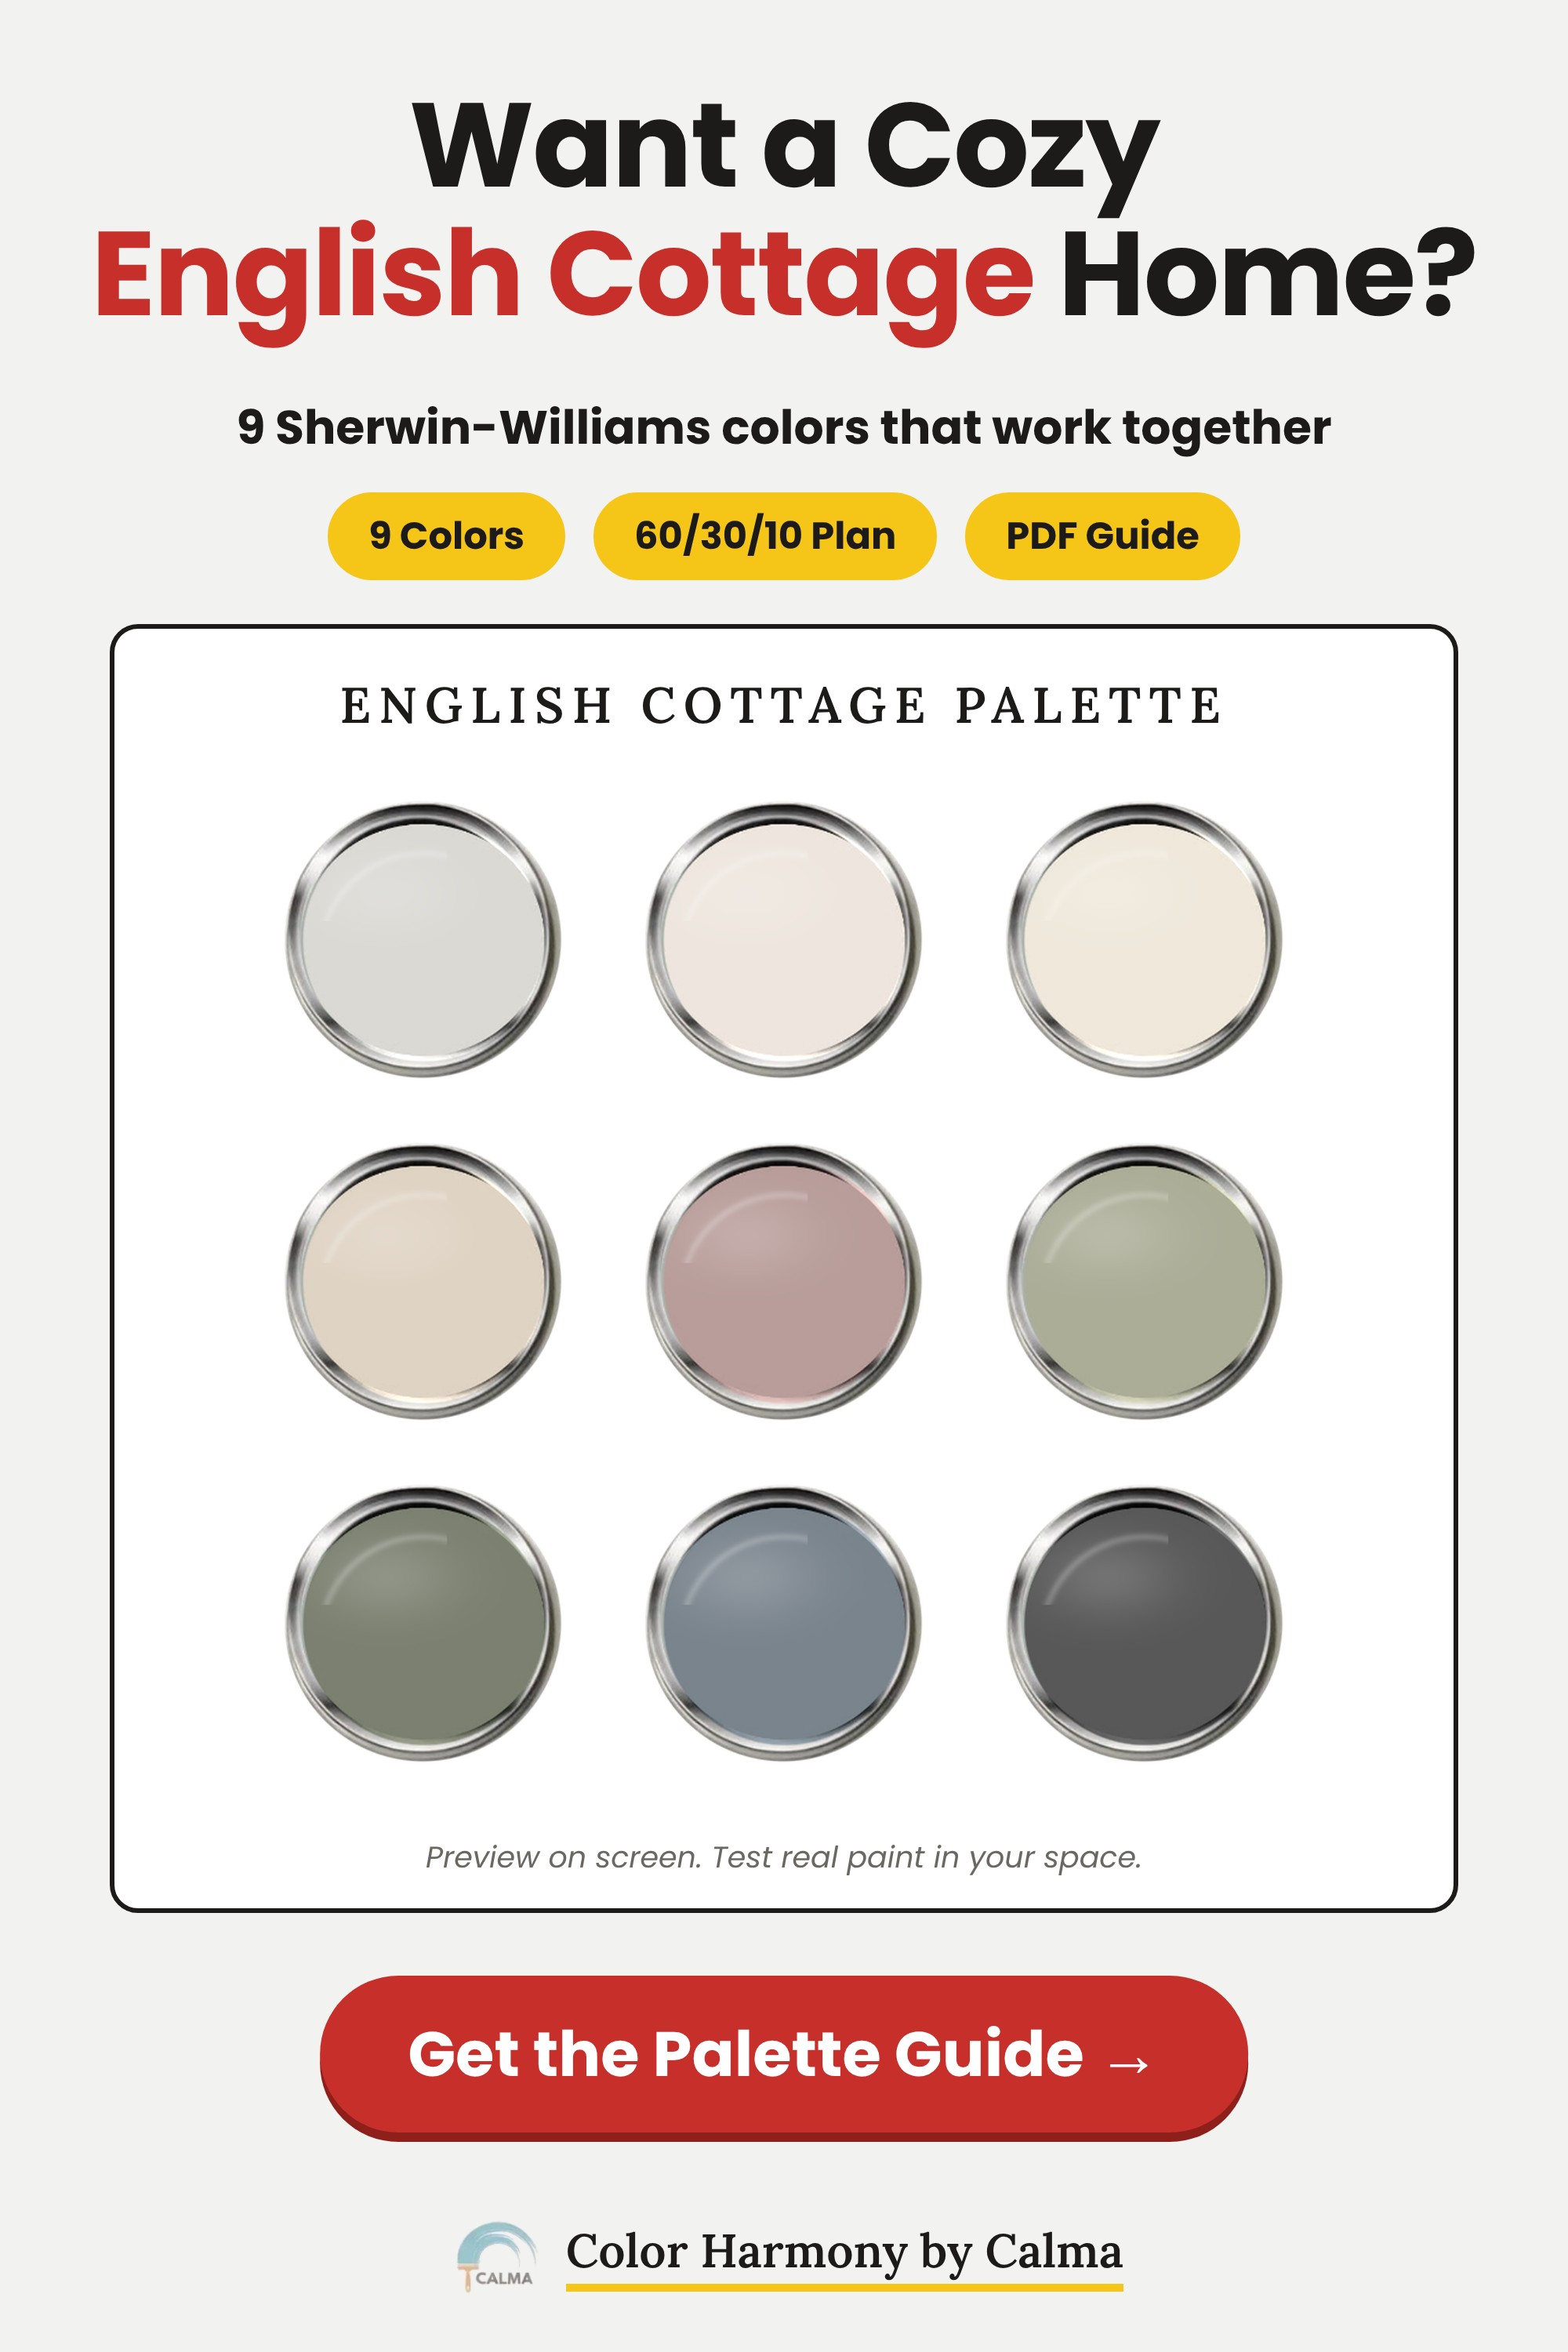 Want a Cozy
English Cottage Home?
9 Sherwin-Williams colors that work together
9 Colors
60/30/10 Plan
PDF Guide
ENGLISH COTTAGE PALETTE
Preview on screen. Test real paint in your space.
Get the Palette Guide →
CALMA
Color Harmony by Calma